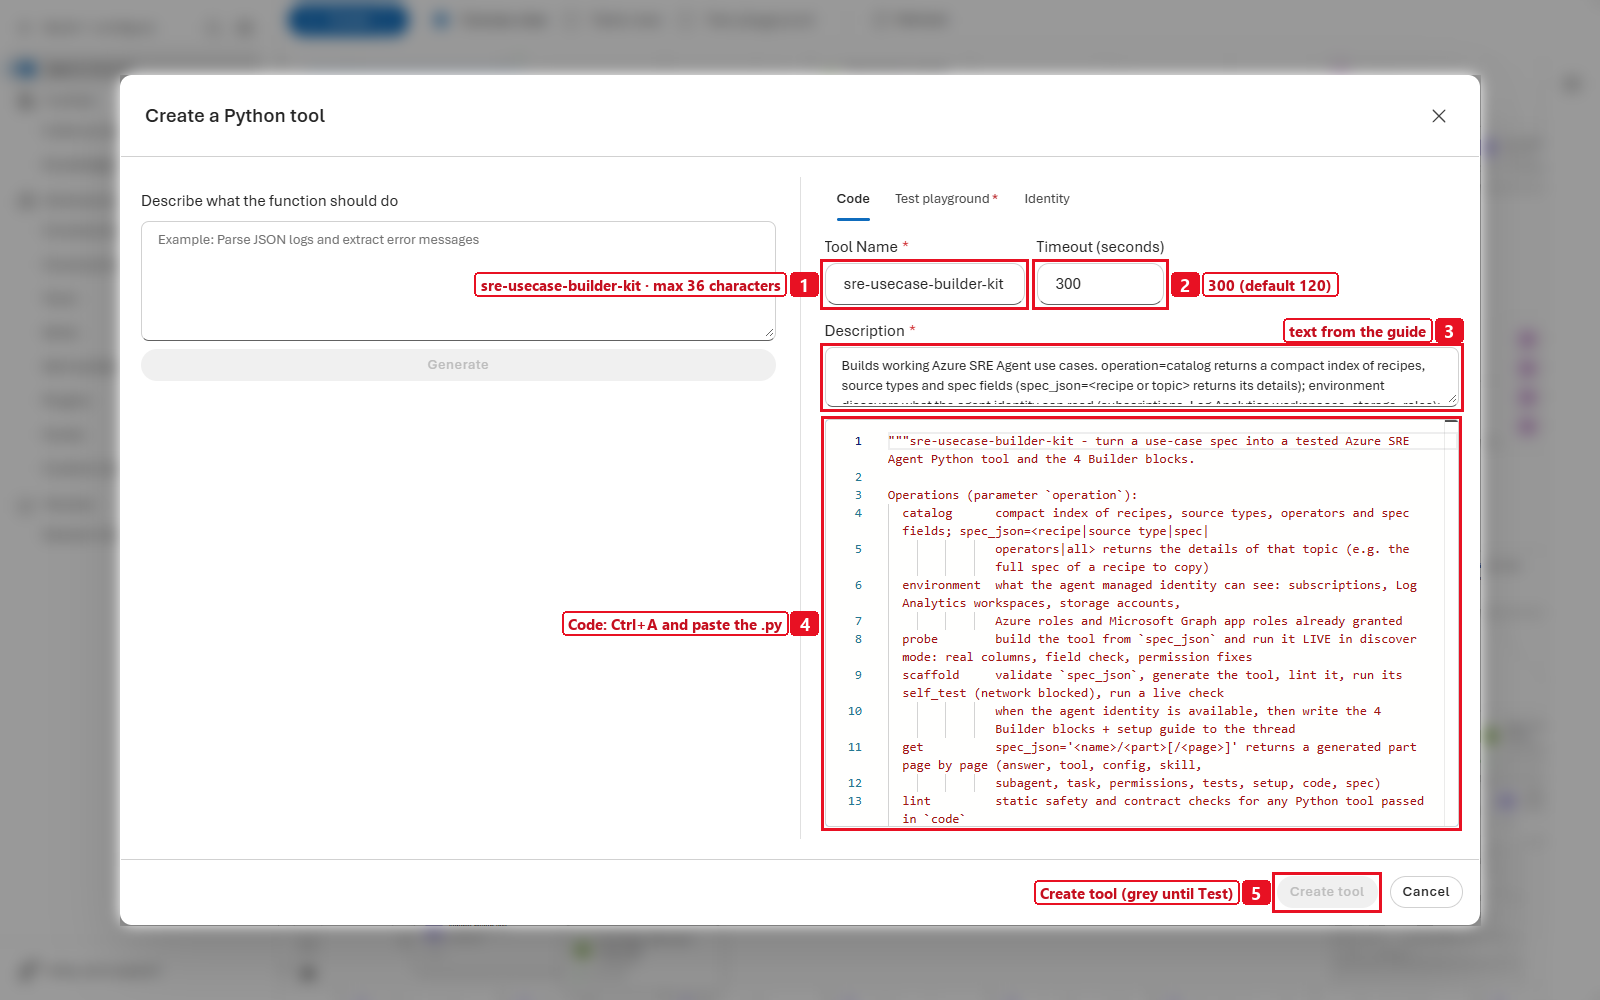 Create a Python tool
Describe what the function should do
Example: Parse JSON logs and extract error messages
Generate
Code
Test playground *
Identity
Tool Name *
Timeout (seconds)
sre-usecase-builder-kit · max 36 characters
1
sre-usecase-builder-kit
300
2
300 (default 120)
Description *
text from the guide
3
Builds working Azure SRE Agent use cases. operation=catalog returns a compact index of recipes,
source types and spec fields (spec_json=<recipe or topic> returns its details); environment
discovers what the agent identity can read (subscriptions, Log Analytics workspaces, storage, roles);
Code: Ctrl+A and paste the .py
4
1 """sre-usecase-builder-kit - turn a use-case spec into a tested Azure SRE
Agent Python tool and the 4 Builder blocks.
2
3 Operations (parameter `operation`):
4 catalog compact index of recipes, source types, operators and spec
fields; spec_json=<recipe|source type|spec|
5 operators|all> returns the details of that topic (e.g. the
full spec of a recipe to copy)
6 environment what the agent managed identity can see: subscriptions, Log
Analytics workspaces, storage accounts,
7 Azure roles and Microsoft Graph app roles already granted
8 probe build the tool from `spec_json` and run it LIVE in discover
mode: real columns, field check, permission fixes
9 scaffold validate `spec_json`, generate the tool, lint it, run its
self_test (network blocked), run a live check
10 when the agent identity is available, then write the 4
Builder blocks + setup guide to the thread
11 get spec_json='<name>/<part>[/<page>]' returns a generated part
page by page (answer, tool, config, skill,
12 subagent, task, permissions, tests, setup, code, spec)
13 lint static safety and contract checks for any Python tool passed
in `code`
Create tool (grey until Test)
5
Create tool
Cancel